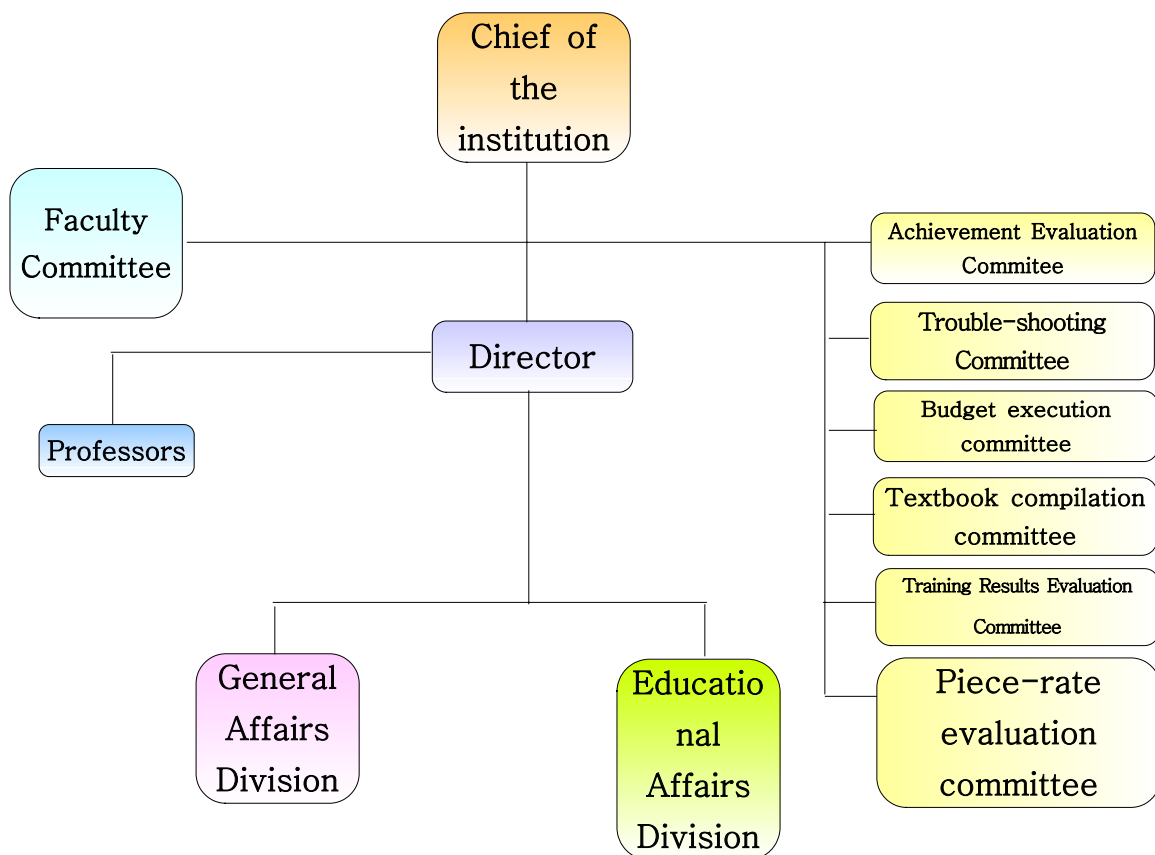 Chief of
the
institution
Faculty
Committee
Achievement Evaluation
Commitee
Trouble-shooting
Committee
Director
Budget execution
committee
Professors
Textbook compilation
committee
Training Results Evaluation
Committee
General
Affairs
Division
Educatio
nal
Affairs
Division
Piece-rate
evaluation
committee